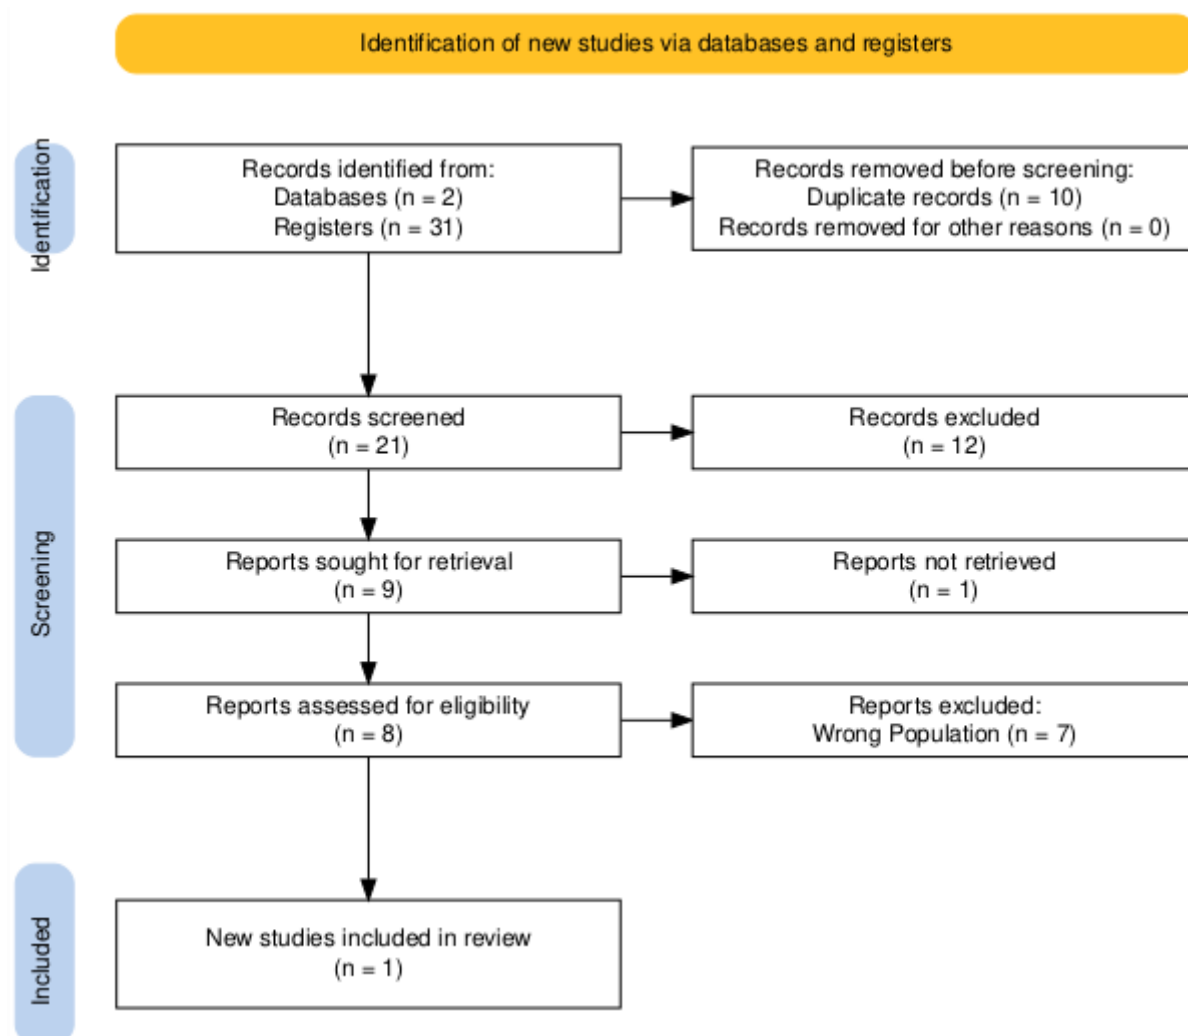 Identification of new studies via databases and registers
Identification
Records identified from:
Databases (n = 2)
Registers (n = 31)
Records removed before screening:
Duplicate records (n = 10)
Records removed for other reasons (n = 0)
Screening
Records screened
(n = 21)
Records excluded
(n = 12)
Reports sought for retrieval
(n = 9)
Reports not retrieved
(n = 1)
Reports assessed for eligibility
(n = 8)
Reports excluded:
Wrong Population (n = 7)
Included
New studies included in review
(n = 1)